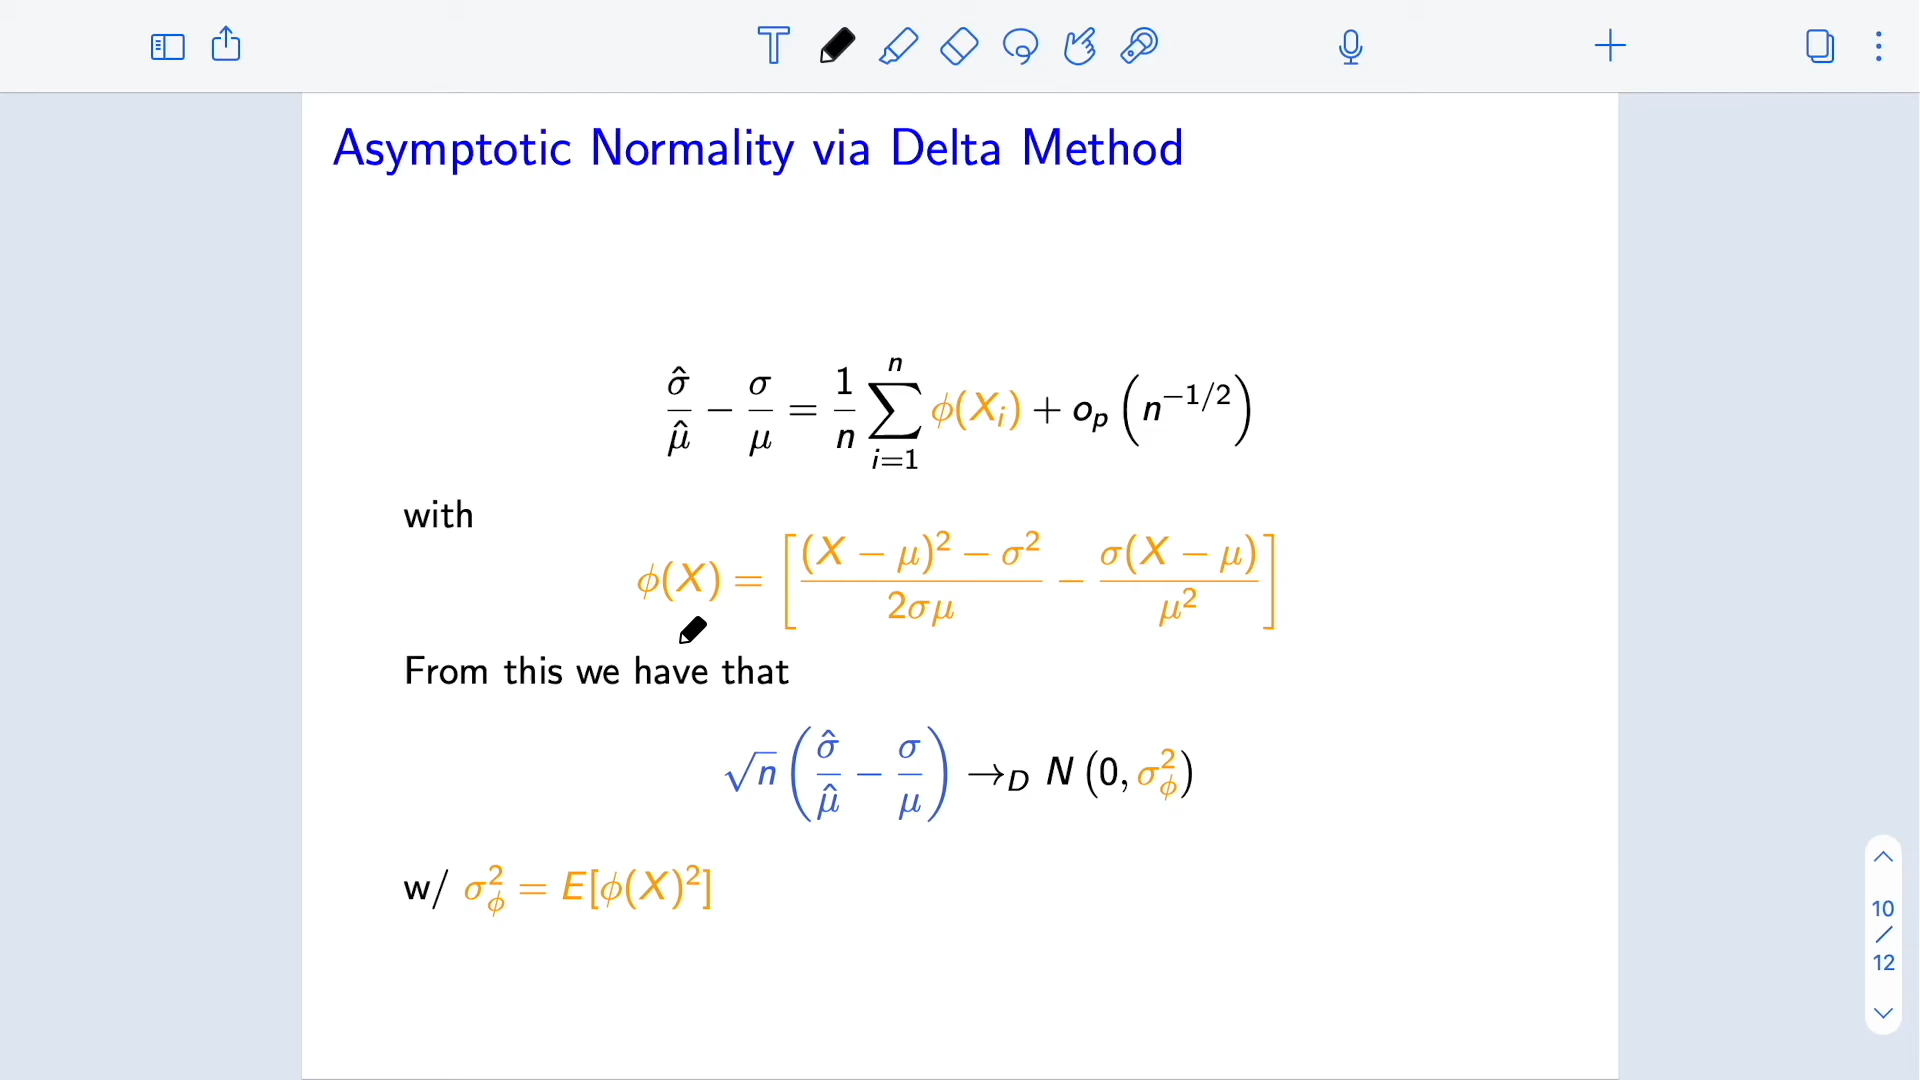 Asymptotic Normality via Delta Method
σ̂/μ̂ − σ/μ = 1/n ∑_{i=1}^{n} ϕ(X_i) + o_p(n^{−1/2})
with
ϕ(X) = [((X − μ)² − σ²)/(2σμ) − σ(X − μ)/μ²]
From this we have that
√n (σ̂/μ̂ − σ/μ) →_D N(0, σ_ϕ²)
w/ σ_ϕ² = E[ϕ(X)²]
10
/
12